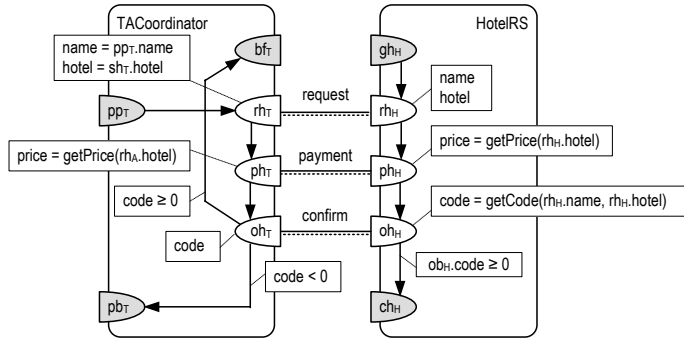 TACoordinator
HotelRS
name = ppT.name
hotel = shT.hotel
bfT
ghH
name
hotel
ppT
rhT
request
rhH
price = getPrice(rhA.hotel)
phT
payment
phH
price = getPrice(rhH.hotel)
code ≥ 0
code
ohT
confirm
ohH
code = getCode(rhH.name, rhH.hotel)
code < 0
obH.code ≥ 0
pbT
chH